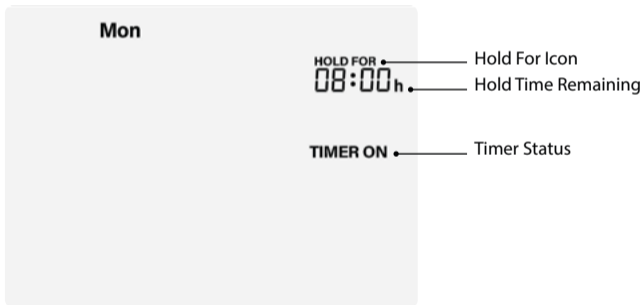 Mon
HOLD FOR
Hold For Icon
08:00h
Hold Time Remaining
TIMER ON
Timer Status